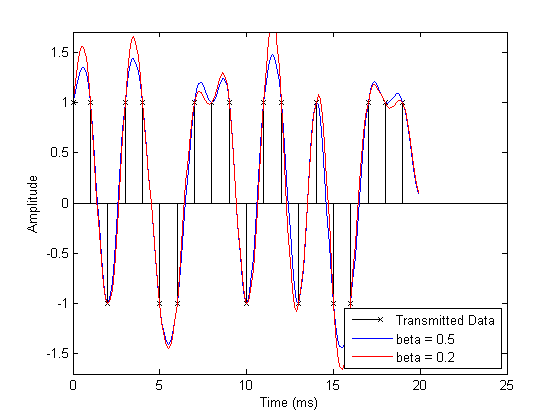 1.5
1
0.5
0
-0.5
-1
-1.5
Amplitude
0 5 10 15 20 25
Time (ms)
Transmitted Data
beta = 0.5
beta = 0.2